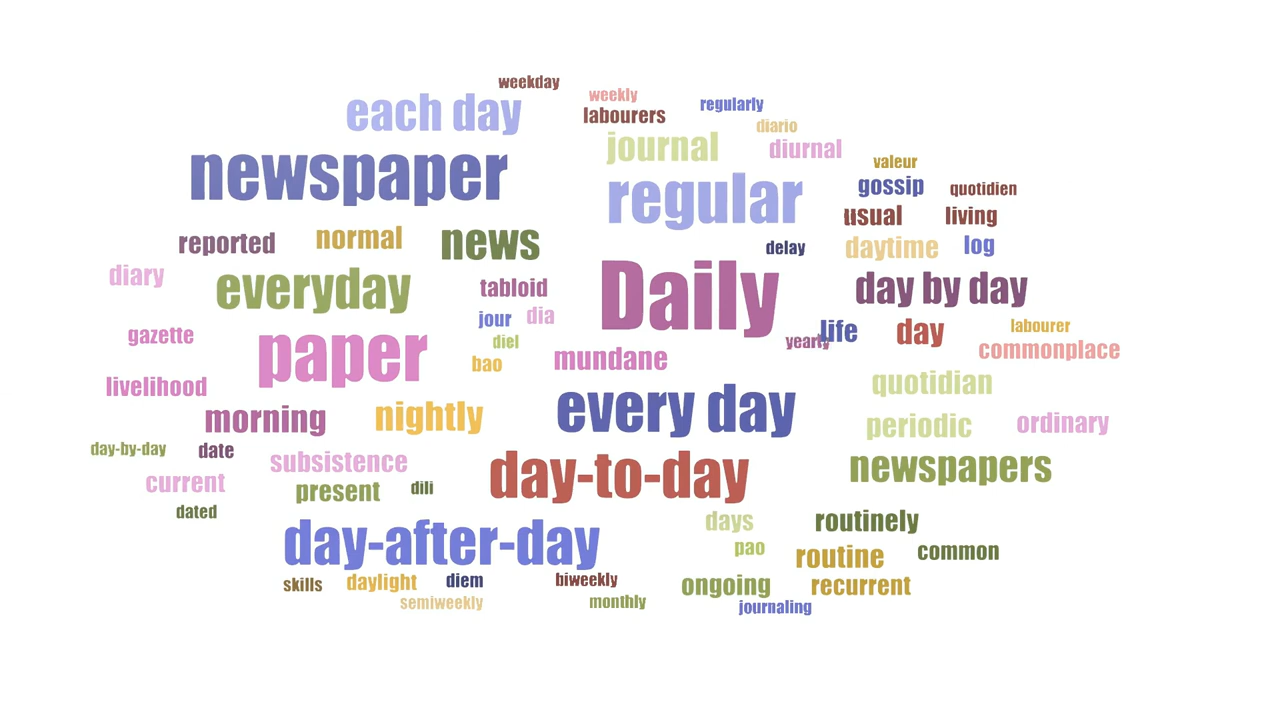 weekday
weekly
each day
labourers
regularly
diario
journal
diurnal
valeur
newspaper
regular
gossip
quotidien
usual
living
reported
normal
news
delay
daytime
log
diary
everyday
tabloid
Daily
day by day
jour
dia
gazette
paper
diel
yearly
life
day
labourer
bao
mundane
commonplace
livelihood
quotidian
morning
nightly
every day
periodic
ordinary
day-by-day
date
subsistence
day-to-day
newspapers
current
present
dili
dated
days
routinely
day-after-day
pao
routine
common
skills
daylight
diem
biweekly
ongoing
recurrent
semiweekly
monthly
journaling